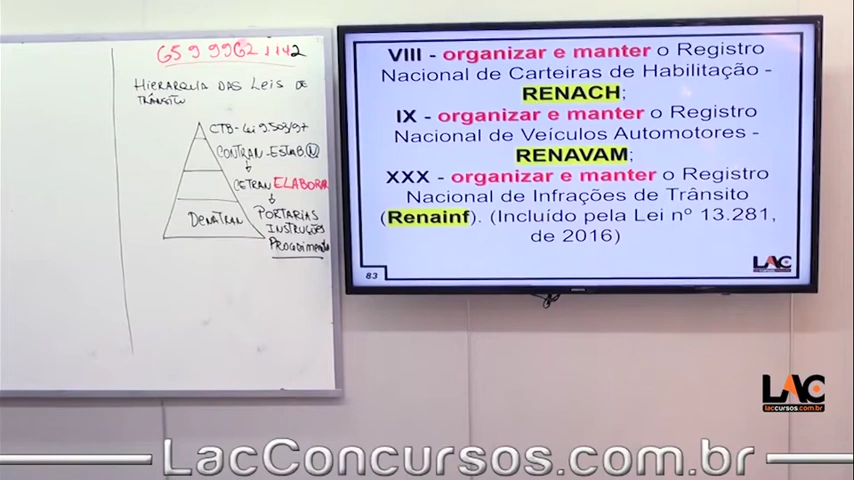 65 9 9962 1142
HIERARQUIA DAS LEIS DE
TRÂNSITO
CTB - Lei 9.503/97
CONTRAN - ESTAB. N
CETRAN ELABORAR
DENATRAN
PORTARIAS
INSTRUÇÕES
PROCEDIMENTO
VIII - organizar e manter o Registro
Nacional de Carteiras de Habilitação -
RENACH;
IX - organizar e manter o Registro
Nacional de Veículos Automotores -
RENAVAM;
XXX - organizar e manter o Registro
Nacional de Infrações de Trânsito
(Renainf). (Incluído pela Lei nº 13.281,
de 2016)
83
LAC
LAC
laccursos.com.br
LacConcursos.com.br